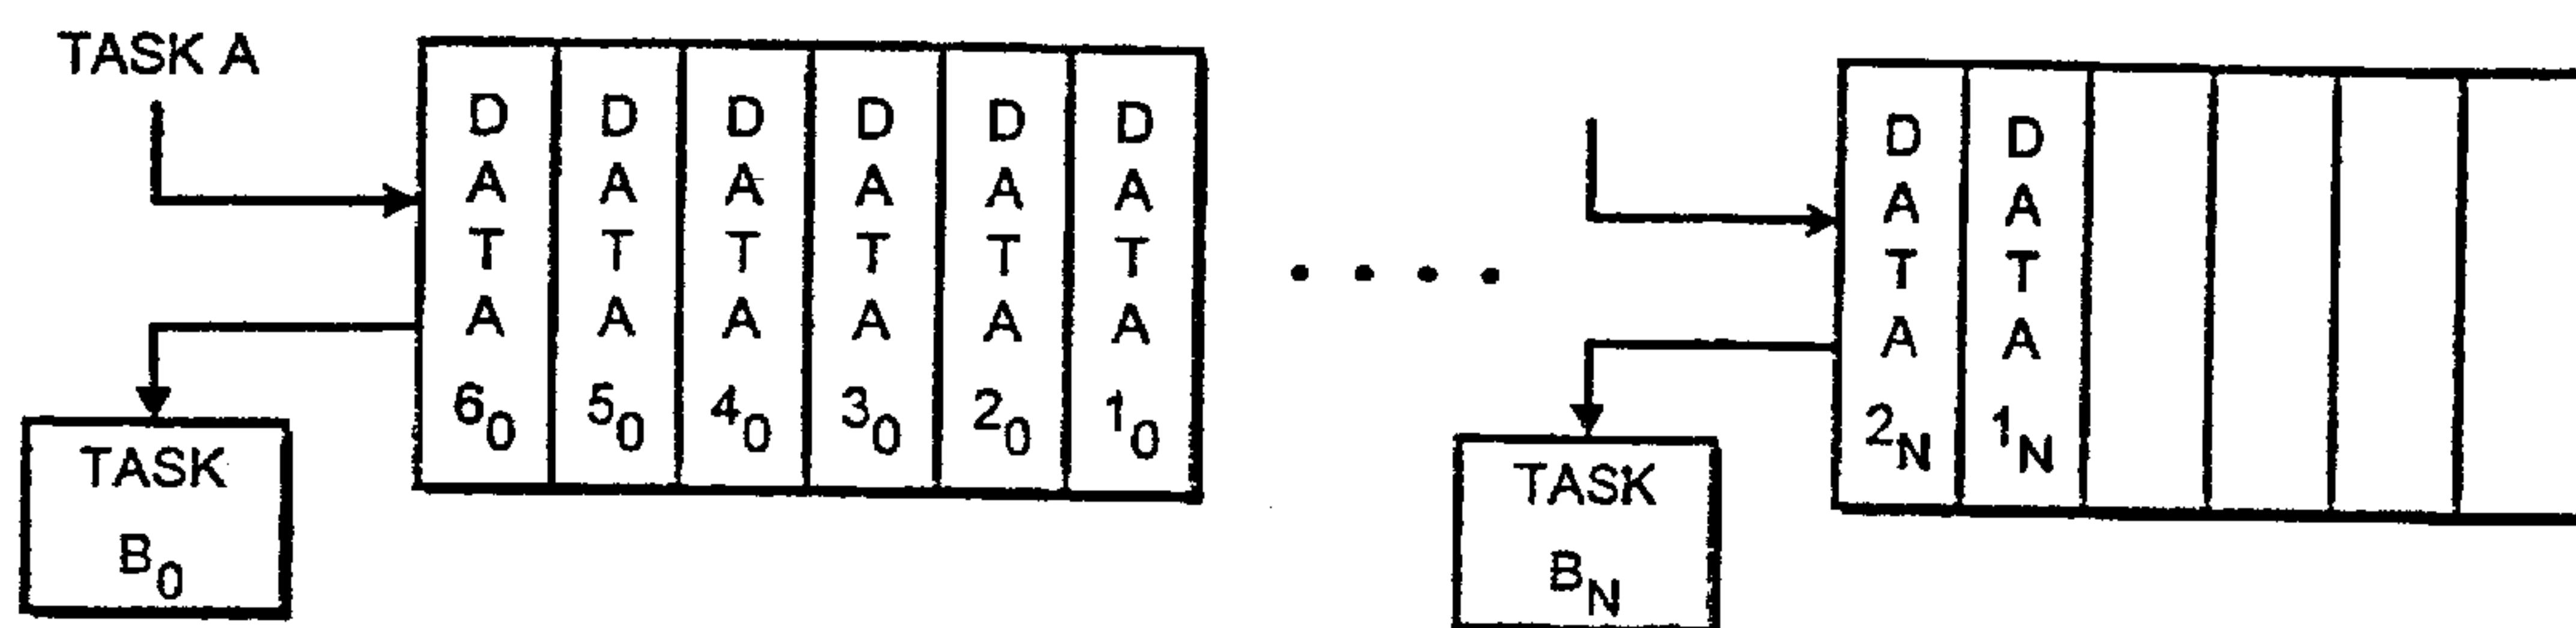 TASK A
DATA 6₀
DATA 5₀
DATA 4₀
DATA 3₀
DATA 2₀
DATA 1₀
TASK
B₀
DATA 2N
DATA 1N
TASK
BN